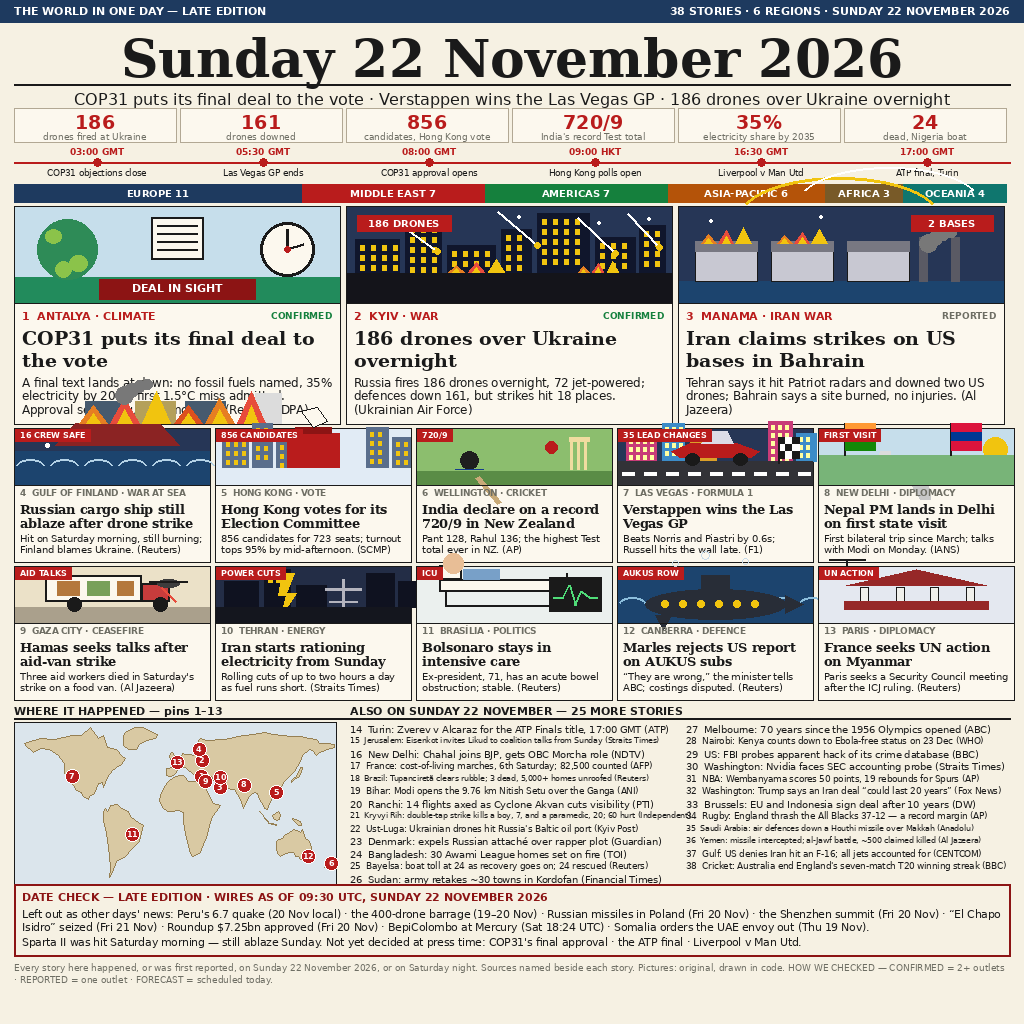 THE WORLD IN ONE DAY — LATE EDITION
38 STORIES · 6 REGIONS · SUNDAY 22 NOVEMBER 2026
Sunday 22 November 2026
COP31 puts its final deal to the vote · Verstappen wins the Las Vegas GP · 186 drones over Ukraine overnight
186
drones fired at Ukraine
161
drones downed
856
candidates, Hong Kong vote
720/9
India's record Test total
35%
electricity share by 2035
24
dead, Nigeria boat
03:00 GMT
COP31 objections close
05:30 GMT
Las Vegas GP ends
08:00 GMT
COP31 approval opens
09:00 HKT
Hong Kong polls open
16:30 GMT
Liverpool v Man Utd
17:00 GMT
ATP final, Turin
EUROPE 11
MIDDLE EAST 7
AMERICAS 7
ASIA-PACIFIC 6
AFRICA 3
OCEANIA 4
DEAL IN SIGHT
1 ANTALYA · CLIMATE
CONFIRMED
COP31 puts its final deal to
the vote
A final text lands at dawn: no fossil fuels named, 35%
electricity by 20 first 1.5°C miss
Approval DPA)
186 DRONES
2 KYIV · WAR
CONFIRMED
186 drones over Ukraine
overnight
Russia fires 186 drones overnight, 72 jet-powered;
defences down 161, but strikes hit 18 places.
(Ukrainian Air Force)
2 BASES
3 MANAMA · IRAN WAR
REPORTED
Iran claims strikes on US
bases in Bahrain
Tehran says it hit Patriot radars and downed two US
drones; Bahrain says a site burned, no injuries. (Al
Jazeera)
16 CREW SAFE
4 GULF OF FINLAND · WAR AT SEA
Russian cargo ship still
ablaze after drone strike
Hit on Saturday morning, still burning;
Finland blames Ukraine. (Reuters)
856 CANDIDATES
5 HONG KONG · VOTE
Hong Kong votes for its
Election Committee
856 candidates for 723 seats; turnout
tops 95% by mid-afternoon. (SCMP)
720/9
6 WELLINGTON · CRICKET
India declare on a record
720/9 in New Zealand
Pant 128, Rahul 136; the highest Test
total ever in NZ. (AP)
35 LEAD CHANGES
7 LAS VEGAS · FORMULA 1
Verstappen wins the Las
Vegas GP
Beats Norris and Piastri by 0.6s;
Russell hits the wall late. (F1)
FIRST VISIT
8 NEW DELHI · DIPLOMACY
Nepal PM lands in Delhi
on first state visit
First bilateral trip since March; talks
with Modi on Monday. (IANS)
AID TALKS
9 GAZA CITY · CEASEFIRE
Hamas seeks talks after
aid-van strike
Three aid workers died in Saturday's
strike on a food van. (Al Jazeera)
POWER CUTS
10 TEHRAN · ENERGY
Iran starts rationing
electricity from Sunday
Rolling cuts of up to two hours a day
as fuel runs short. (Straits Times)
ICU
11 BRASÍLIA · POLITICS
Bolsonaro stays in
intensive care
Ex-president, 71, has an acute bowel
obstruction; stable. (Reuters)
AUKUS ROW
12 CANBERRA · DEFENCE
Marles rejects US report
on AUKUS subs
"They are wrong," the minister tells
ABC; costings disputed. (Reuters)
UN ACTION
13 PARIS · DIPLOMACY
France seeks UN action
on Myanmar
Paris seeks a Security Council meeting
after the ICJ ruling. (Reuters)
WHERE IT HAPPENED — pins 1–13
4
13
2
7
9
10
3
8
5
11
12
6
ALSO ON SUNDAY 22 NOVEMBER — 25 MORE STORIES
14 Turin: Zverev v Alcaraz for the ATP Finals title, 17:00 GMT (ATP)
15 Jerusalem: Eisenkot invites Likud to coalition talks from Sunday (Straits Times)
16 New Delhi: Chahal joins BJP, gets OBC Morcha role (NDTV)
17 France: cost-of-living marches, 6th Saturday; 82,500 counted (AFP)
18 Brazil: Tupanciretã clears rubble; 3 dead, 5,000+ homes unroofed (Reuters)
19 Bihar: Modi opens the 9.76 km Nitish Setu over the Ganga (ANI)
20 Ranchi: 14 flights axed as Cyclone Akvan cuts visibility (PTI)
21 Kryvyi Rih: double-tap strike kills a boy, 7, and a paramedic, 20; 60 hurt (Independent)
22 Ust-Luga: Ukrainian drones hit Russia's Baltic oil port (Kyiv Post)
23 Denmark: expels Russian attaché over rapper plot (Guardian)
24 Bangladesh: 30 Awami League homes set on fire (TOI)
25 Bayelsa: boat toll at 24 as recovery goes on; 24 rescued (Reuters)
26 Sudan: army retakes ~30 towns in Kordofan (Financial Times)
27 Melbourne: 70 years since the 1956 Olympics opened (ABC)
28 Nairobi: Kenya counts down to Ebola-free status on 23 Dec (WHO)
29 US: FBI probes apparent hack of its crime database (BBC)
30 Washington: Nvidia faces SEC accounting probe (Straits Times)
31 NBA: Wembanyama scores 50 points, 19 rebounds for Spurs (AP)
32 Washington: Trump says an Iran deal "could last 20 years" (Fox News)
33 Brussels: EU and Indonesia sign deal after 10 years (DW)
34 Rugby: England thrash the All Blacks 37-12 — a record margin (AP)
35 Saudi Arabia: air defences down a Houthi missile over Makkah (Anadolu)
36 Yemen: missile intercepted; al-Jawf battle, ~500 claimed killed (Al Jazeera)
37 Gulf: US denies Iran hit an F-16; all jets accounted for (CENTCOM)
38 Cricket: Australia end England's seven-match T20 winning streak (BBC)
DATE CHECK — LATE EDITION · WIRES AS OF 09:30 UTC, SUNDAY 22 NOVEMBER 2026
Left out as other days' news: Peru's 6.7 quake (20 Nov local) · the 400-drone barrage (19–20 Nov) · Russian missiles in Poland (Fri 20 Nov) · the Shenzhen summit (Fri 20 Nov) · "El Chapo
Isidro" seized (Fri 21 Nov) · Roundup $7.25bn approved (Fri 20 Nov) · BepiColombo at Mercury (Sat 18:24 UTC) · Somalia orders the UAE envoy out (Thu 19 Nov).
Sparta II was hit Saturday morning — still ablaze Sunday. Not yet decided at press time: COP31's final approval · the ATP final · Liverpool v Man Utd.
Every story here happened, or was first reported, on Sunday 22 November 2026, or on Saturday night. Sources named beside each story. Pictures: original, drawn in code. HOW WE CHECKED — CONFIRMED = 2+ outlets
· REPORTED = one outlet · FORECAST = scheduled today.